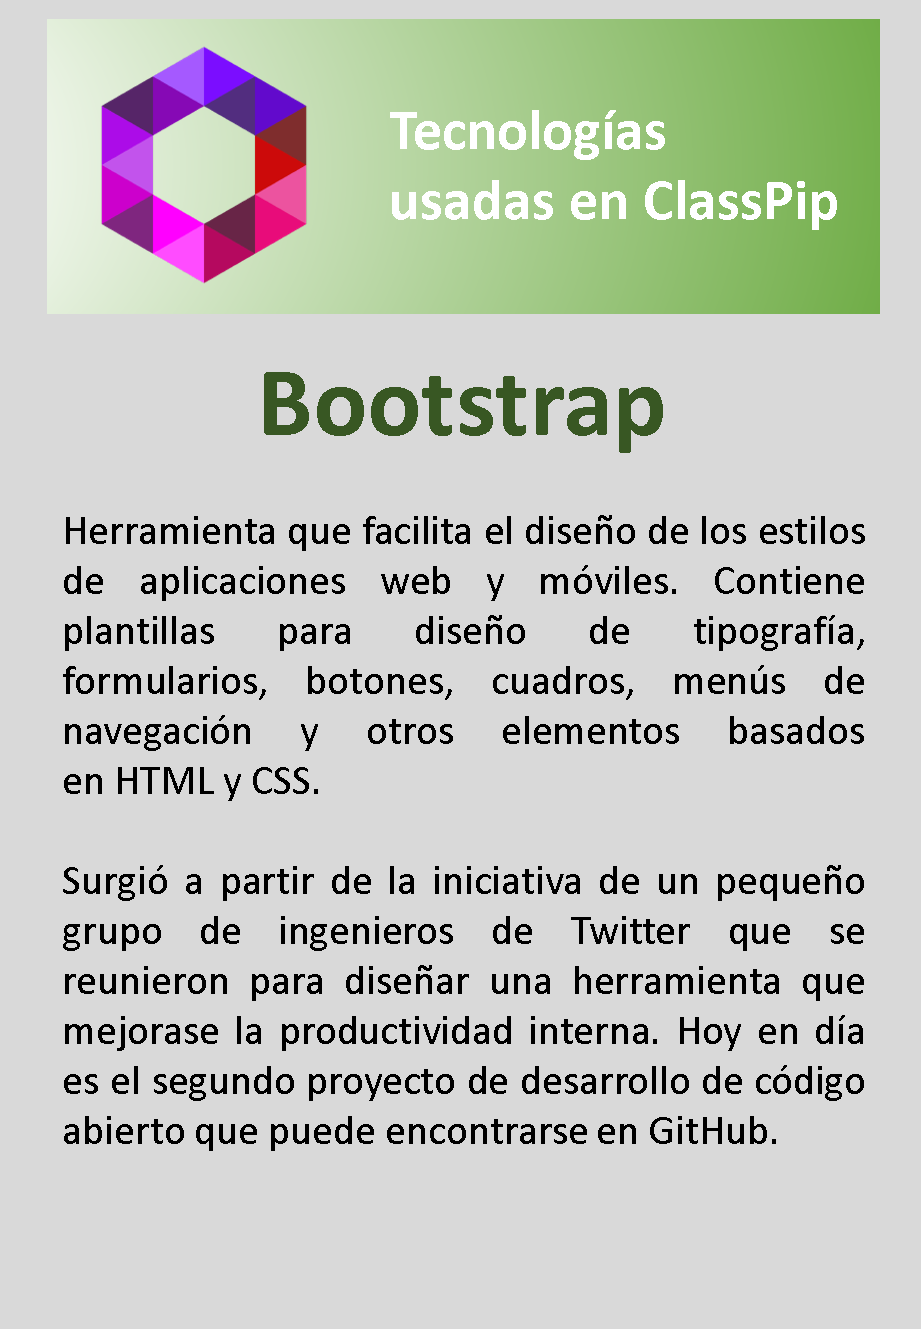 Tecnologías
usadas en ClassPip
Bootstrap
Herramienta que facilita el diseño de los estilos
de aplicaciones web y móviles. Contiene
plantillas para diseño de tipografía,
formularios, botones, cuadros, menús de
navegación y otros elementos basados
en HTML y CSS.
Surgió a partir de la iniciativa de un pequeño
grupo de ingenieros de Twitter que se
reunieron para diseñar una herramienta que
mejorase la productividad interna. Hoy en día
es el segundo proyecto de desarrollo de código
abierto que puede encontrarse en GitHub.